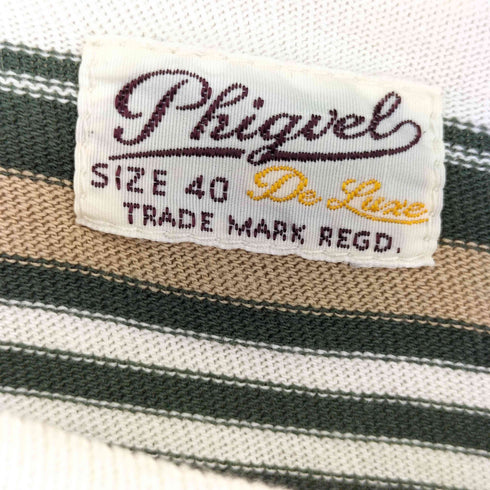 Phigvel
SIZE 40 De Luxe
TRADE MARK REGD.